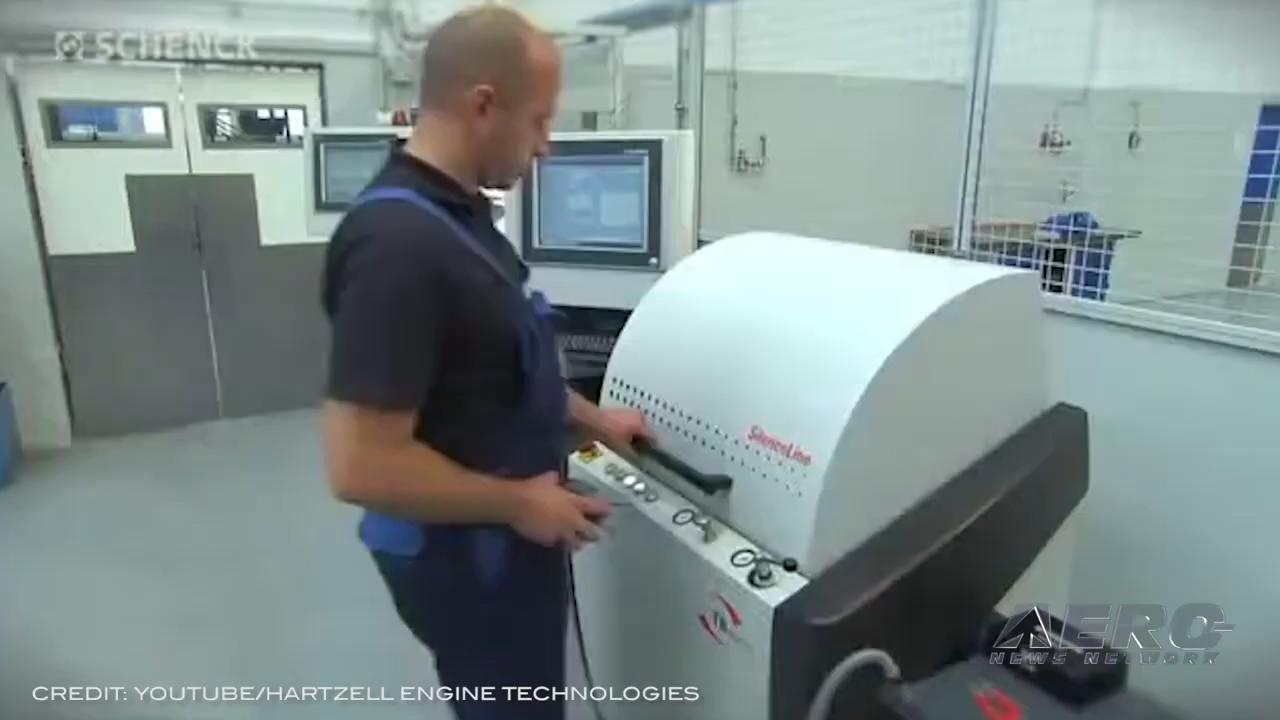 SCHENCK
SilenceLine
AERO
NEWS NETWORK
CREDIT: YOUTUBE/HARTZELL ENGINE TECHNOLOGIES